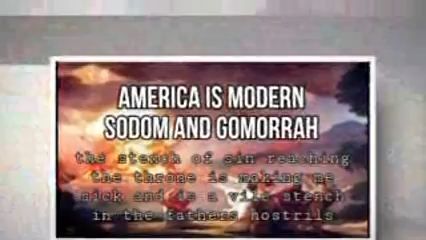 AMERICA IS MODERN
SODOM AND GOMORRAH
the stench of sin reaching
the throne is making me
sick and is a vile stench
in the fathers nostrils